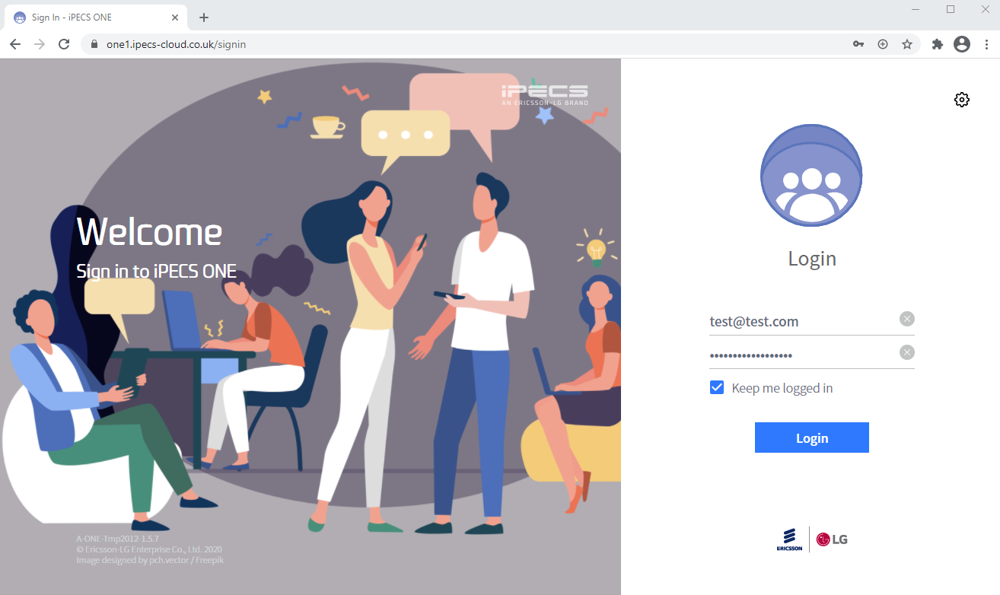 Sign In - iPECS ONE
one1.ipecs-cloud.co.uk/signin
iPECS
AN ERICSSON-LG BRAND
Welcome
Sign in to iPECS ONE
Login
test@test.com
••••••••••••••••••
Keep me logged in
Login
A-ONE-Tmp2012-1.5.7
© Ericsson-LG Enterprise Co., Ltd. 2020
Image designed by pch.vector / Freepik
ERICSSON
LG